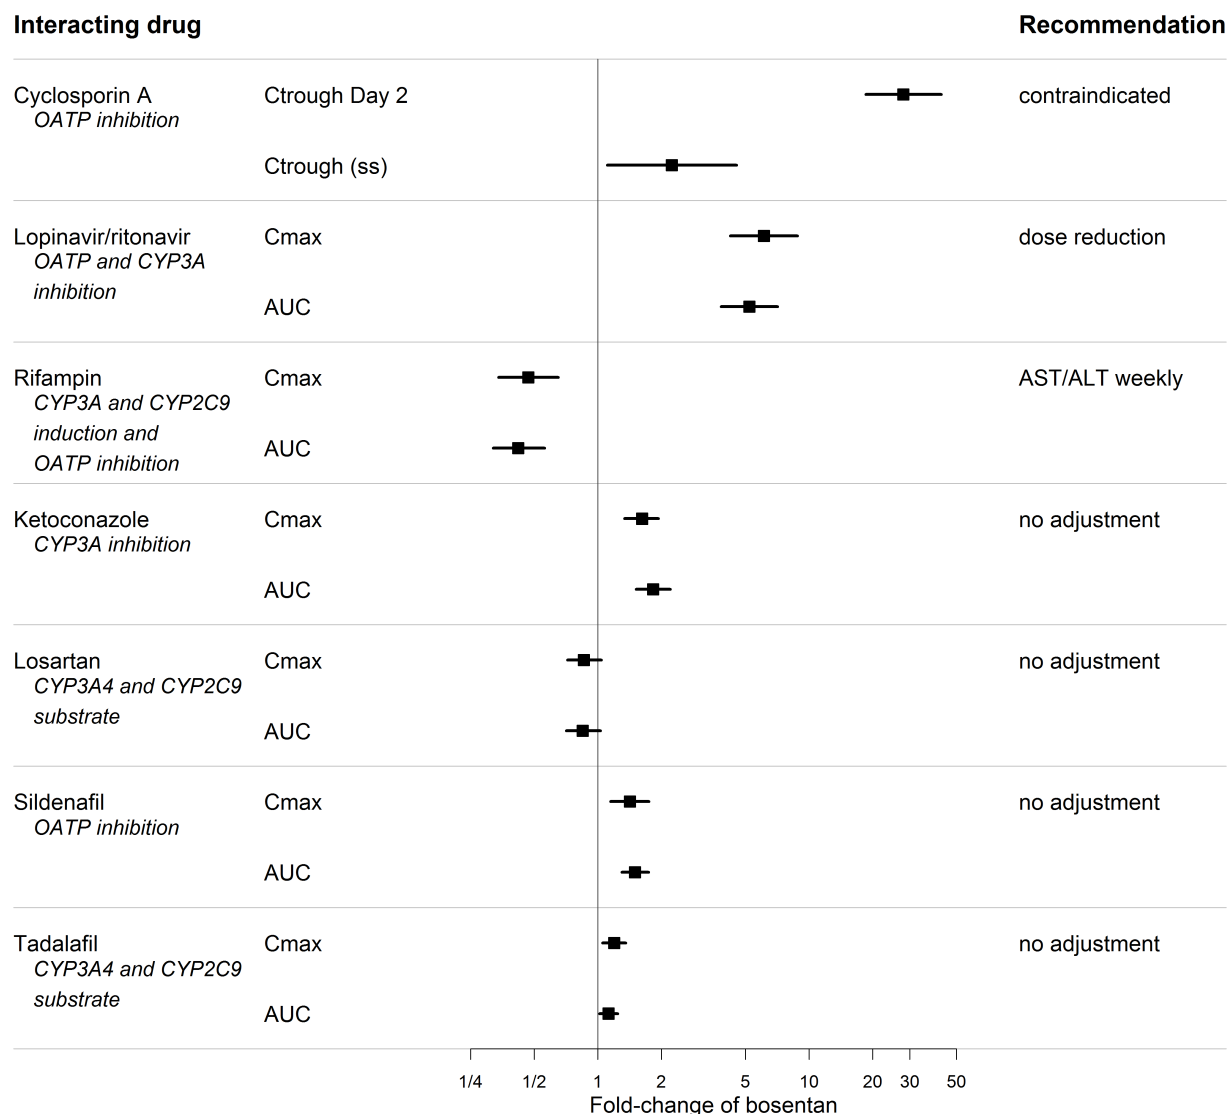 Interacting drug Recommendation
Cyclosporin A Ctrough Day 2 contraindicated
OATP inhibition
Ctrough (ss)
Lopinavir/ritonavir Cmax dose reduction
OATP and CYP3A
inhibition
AUC
Rifampin Cmax AST/ALT weekly
CYP3A and CYP2C9
induction and
AUC
OATP inhibition
Ketoconazole Cmax no adjustment
CYP3A inhibition
AUC
Losartan Cmax no adjustment
CYP3A4 and CYP2C9
substrate
AUC
Sildenafil Cmax no adjustment
OATP inhibition
AUC
Tadalafil Cmax no adjustment
CYP3A4 and CYP2C9
substrate
AUC
1/4 1/2 1 2 5 10 20 30 50
Fold-change of bosentan